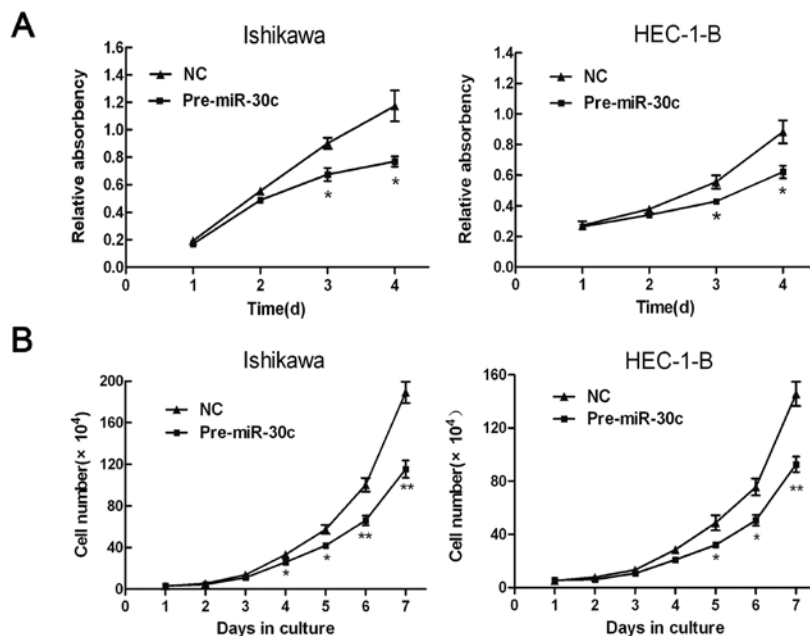 A
Ishikawa
Relative absorbency
1.6
1.4
1.2
1.0
0.8
0.6
0.4
0.2
0.0
NC
Pre-miR-30c
*
*
0 1 2 3 4
Time(d)
HEC-1-B
Relative absorbency
1.4
1.2
1.0
0.8
0.6
0.4
0.2
0.0
NC
Pre-miR-30c
*
*
0 1 2 3 4
Time(d)
B
Ishikawa
Cell number(× 10⁴)
200
160
120
80
40
0
NC
Pre-miR-30c
*
*
**
**
0 1 2 3 4 5 6 7
Days in culture
HEC-1-B
Cell number(× 10⁴)
160
120
80
40
0
NC
Pre-miR-30c
*
*
**
0 1 2 3 4 5 6 7
Days in culture